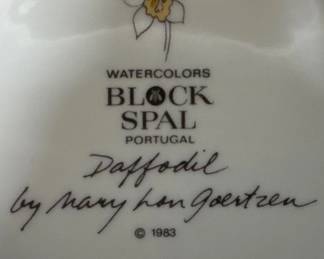 WATERCOLORS
BLOCK
SPAL
PORTUGAL
Daffodil
by Mary Lou Goertzen
© 1983